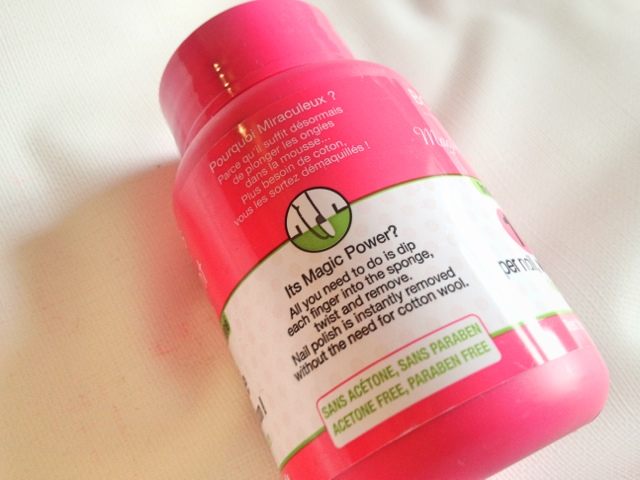 Pourquoi Miraculeux ?
Parce qu'il suffit désormais
de plonger les ongles
dans la mousse...
Plus besoin de coton,
vous les sortez démaquillés !
Its Magic Power?
All you need to do is dip
each finger into the sponge,
twist and remove.
Nail polish is instantly removed
without the need for cotton wool.
SANS ACÉTONE, SANS PARABEN
ACETONE FREE, PARABEN FREE
per
ml